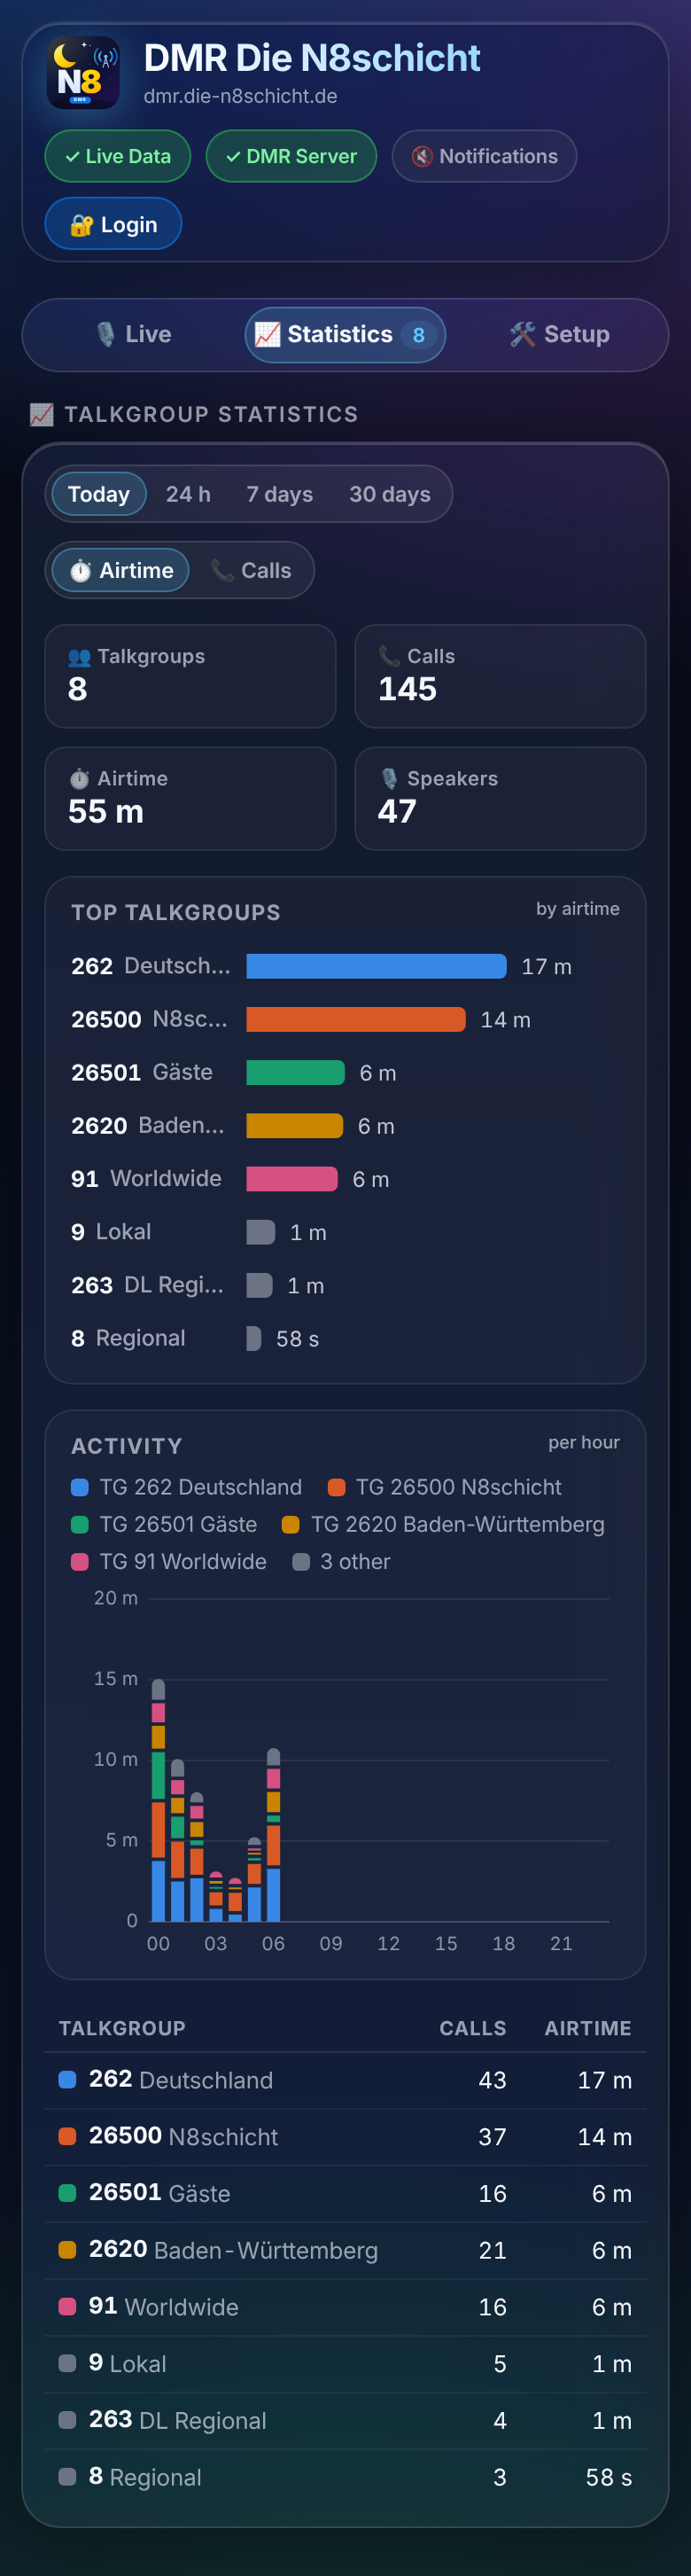 N8
DMR
DMR Die N8schicht
dmr.die-n8schicht.de
✓ Live Data
✓ DMR Server
🔇 Notifications
🔐 Login
🎙️ Live
📈 Statistics 8
🛠️ Setup
📈 TALKGROUP STATISTICS
Today 24 h 7 days 30 days
⏱️ Airtime 📞 Calls
👥 Talkgroups
8
📞 Calls
145
⏱️ Airtime
55 m
🎙️ Speakers
47
TOP TALKGROUPS by airtime
262 Deutsch… 17 m
26500 N8sc… 14 m
26501 Gäste 6 m
2620 Baden… 6 m
91 Worldwide 6 m
9 Lokal 1 m
263 DL Regi… 1 m
8 Regional 58 s
ACTIVITY per hour
TG 262 Deutschland TG 26500 N8schicht
TG 26501 Gäste TG 2620 Baden-Württemberg
TG 91 Worldwide 3 other
20 m
15 m
10 m
5 m
0
00 03 06 09 12 15 18 21
TALKGROUP CALLS AIRTIME
262 Deutschland 43 17 m
26500 N8schicht 37 14 m
26501 Gäste 16 6 m
2620 Baden-Württemberg 21 6 m
91 Worldwide 16 6 m
9 Lokal 5 1 m
263 DL Regional 4 1 m
8 Regional 3 58 s